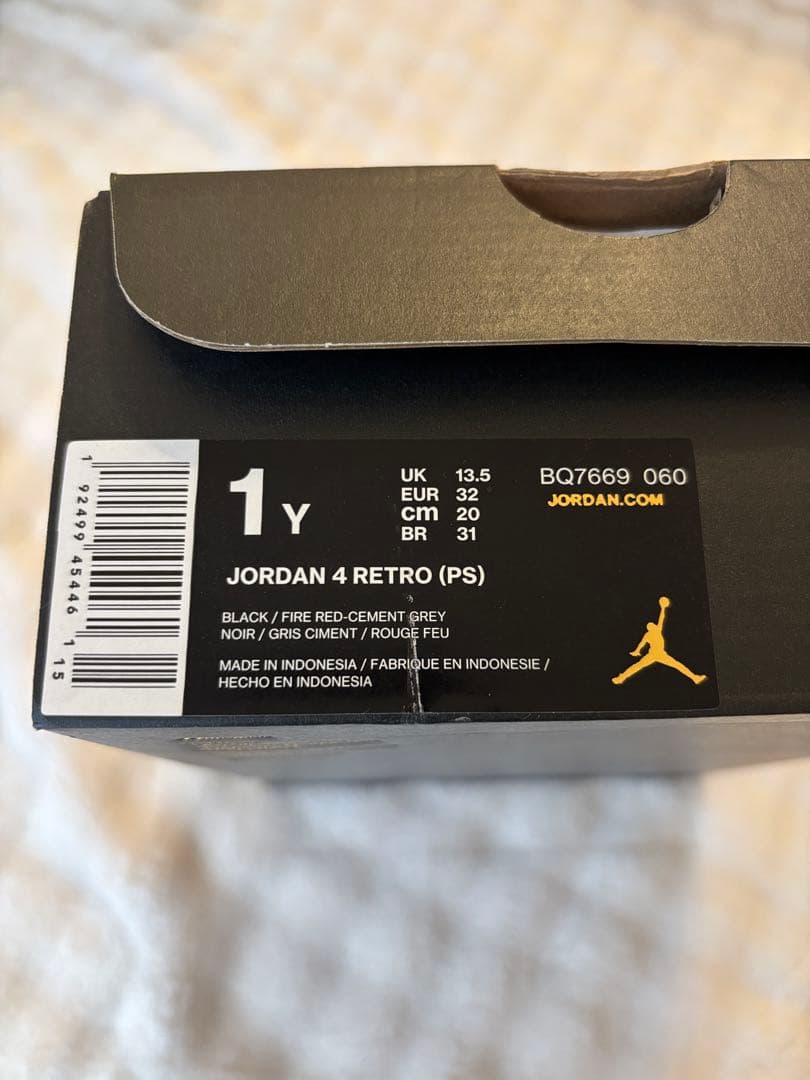 1 92499 45446 1 15
1 Y
UK 13.5
EUR 32
cm 20
BR 31
BQ7669 060
JORDAN.COM
JORDAN 4 RETRO (PS)
BLACK / FIRE RED-CEMENT GREY
NOIR / GRIS CIMENT / ROUGE FEU
MADE IN INDONESIA / FABRIQUE EN INDONESIE /
HECHO EN INDONESIA